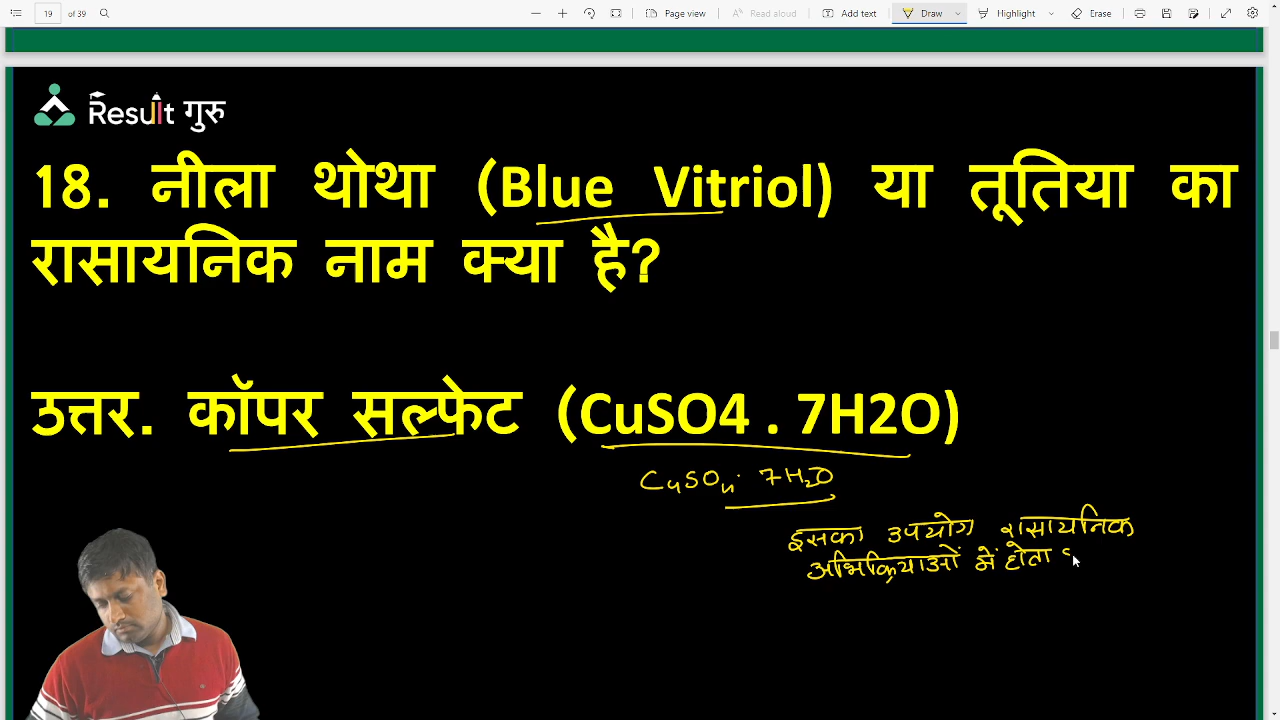 19 of 39 Page view Read aloud Add text Draw Highlight Erase
Result गुरु
18. नीला थोथा (Blue Vitriol) या तूतिया का
रासायनिक नाम क्या है?
उत्तर. कॉपर सल्फेट (CuSO4 . 7H2O)
CuSO₄· 7H₂O
इसका उपयोग रासायनिक
अभिक्रियाओं में होता